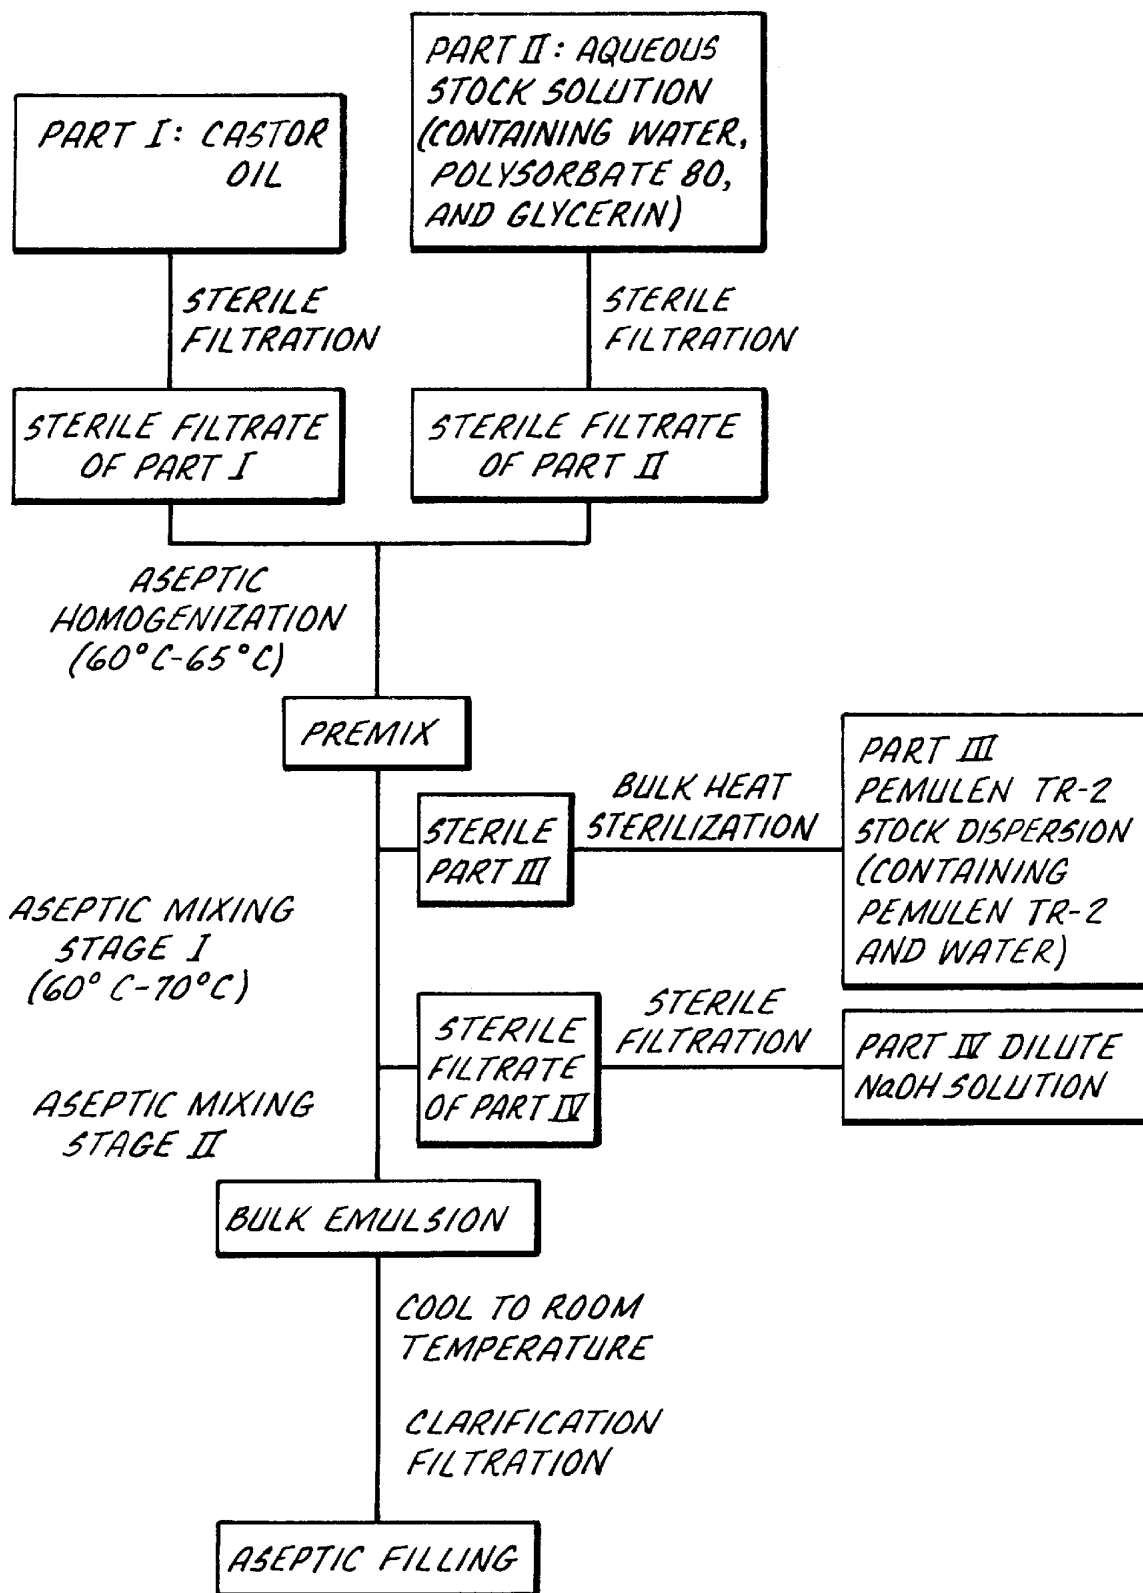 PART I: CASTOR
OIL
PART II: AQUEOUS
STOCK SOLUTION
(CONTAINING WATER,
POLYSORBATE 80,
AND GLYCERIN)
STERILE
FILTRATION
STERILE
FILTRATION
STERILE FILTRATE
OF PART I
STERILE FILTRATE
OF PART II
ASEPTIC
HOMOGENIZATION
(60°C-65°C)
PREMIX
STERILE
PART III
BULK HEAT
STERILIZATION
PART III
PEMULEN TR-2
STOCK DISPERSION
(CONTAINING
PEMULEN TR-2
AND WATER)
ASEPTIC MIXING
STAGE I
(60° C-70°C)
STERILE
FILTRATE
OF PART IV
STERILE
FILTRATION
PART IV DILUTE
NaOH SOLUTION
ASEPTIC MIXING
STAGE II
BULK EMULSION
COOL TO ROOM
TEMPERATURE
CLARIFICATION
FILTRATION
ASEPTIC FILLING